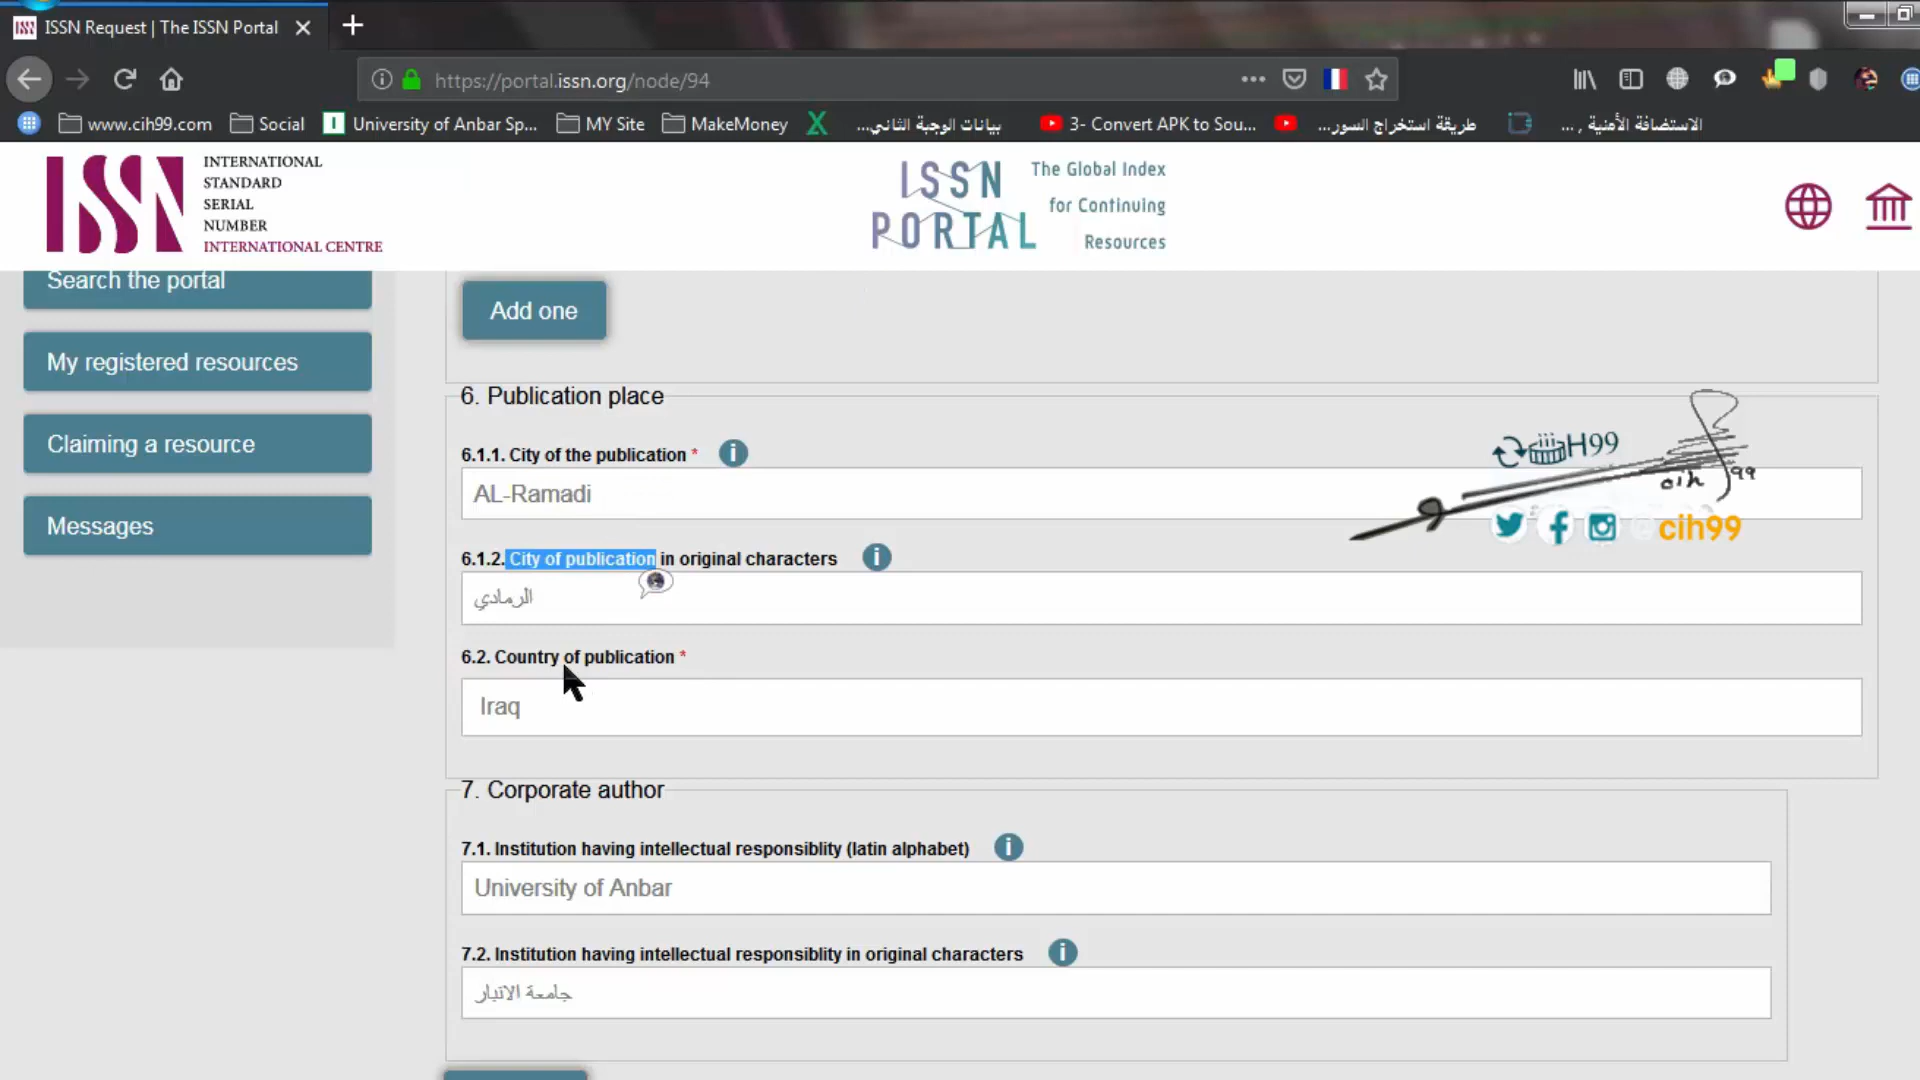 ISSN Request | The ISSN Portal
https://portal.issn.org/node/94
www.cih99.com
Social
University of Anbar Sp...
MY Site
MakeMoney
بيانات الوجبة الثاني...
3- Convert APK to Sou...
طريقة استخراج السور...
الاستضافة الأمنية , ...
ISSN
INTERNATIONAL
STANDARD
SERIAL
NUMBER
INTERNATIONAL CENTRE
ISSN
PORTAL
The Global Index
for Continuing
Resources
Search the portal
My registered resources
Claiming a resource
Messages
Add one
6. Publication place
6.1.1. City of the publication *
AL-Ramadi
6.1.2. City of publication in original characters
الرمادي
6.2. Country of publication *
Iraq
H99
cih 99
@cih99
7. Corporate author
7.1. Institution having intellectual responsiblity (latin alphabet)
University of Anbar
7.2. Institution having intellectual responsiblity in original characters
جامعة الانبار